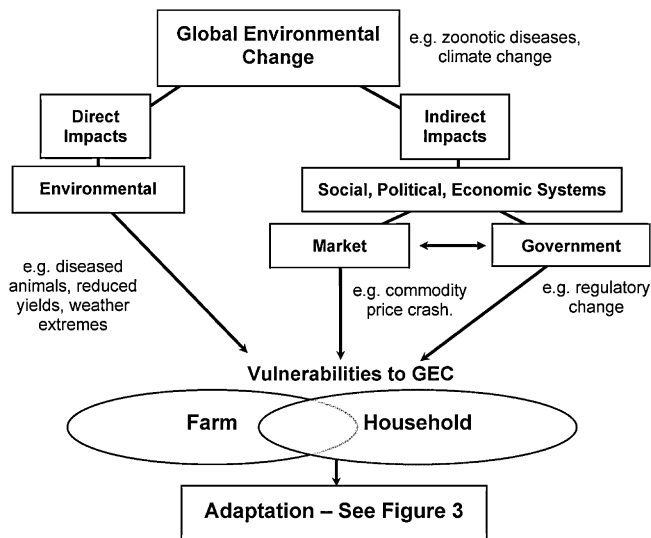 Global Environmental
Change
e.g. zoonotic diseases,
climate change
Direct
Impacts
Indirect
Impacts
Environmental
Social, Political, Economic Systems
Market
Government
e.g. diseased
animals, reduced
yields, weather
extremes
e.g. commodity
price crash.
e.g. regulatory
change
Vulnerabilities to GEC
Farm
Household
Adaptation – See Figure 3